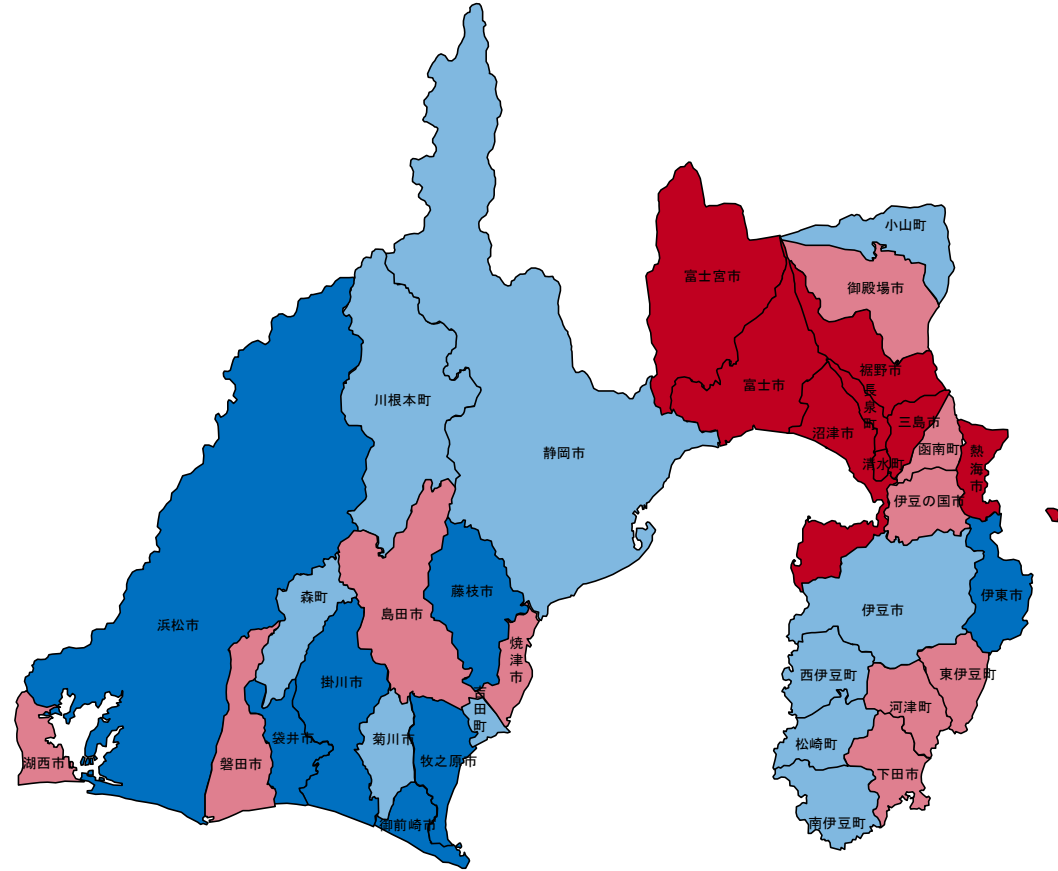 小山町
富士宮市
御殿場市
裾野市
富士市
長泉町
川根本町
三島市
沼津市
函南町
静岡市
清水町
熱海市
伊豆の国市
藤枝市
伊東市
森町
伊豆市
島田市
浜松市
焼津市
西伊豆町
東伊豆町
掛川市
吉田町
河津町
袋井市
菊川市
松崎町
牧之原市
湖西市
磐田市
下田市
御前崎市
南伊豆町